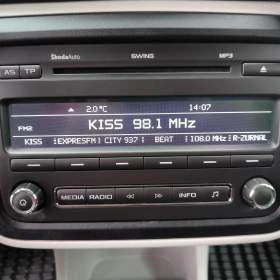 ŠkodaAuto SWING MP3
AS TP
2.0°C 14:07
FM2
KISS 98.1 MHz
KISS EXPRESFM CITY 937 BEAT 108.0 MHz R-ZURNAL
MEDIA RADIO INFO